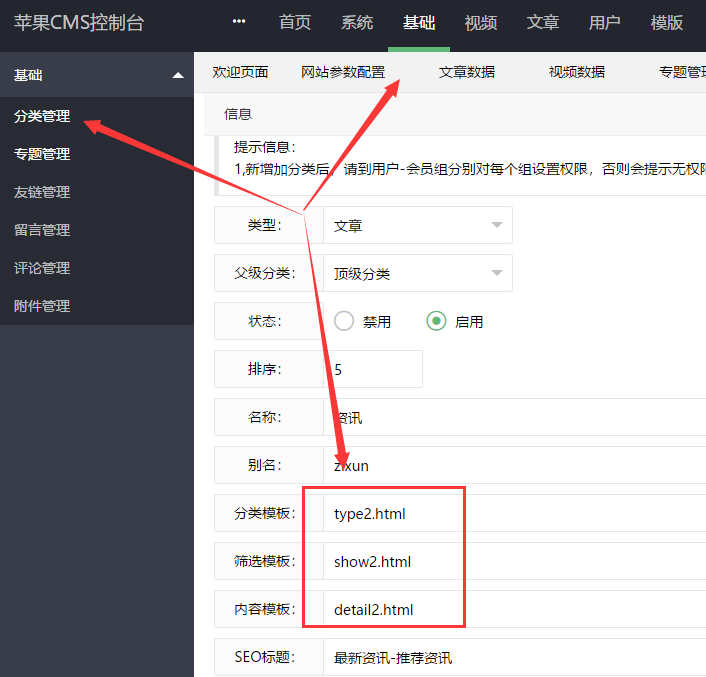 苹果CMS控制台 ... 首页 系统 基础 视频 文章 用户 模版
基础
欢迎页面 网站参数配置 文章数据 视频数据 专题管
分类管理
专题管理
友链管理
留言管理
评论管理
附件管理
信息
提示信息：
1,新增加分类后，请到用户-会员组分别对每个组设置权限，否则会提示无权限
类型： 文章
父级分类： 顶级分类
状态： 禁用 启用
排序： 5
名称： 资讯
别名： zixun
分类模板： type2.html
筛选模板： show2.html
内容模板： detail2.html
SEO标题： 最新资讯-推荐资讯